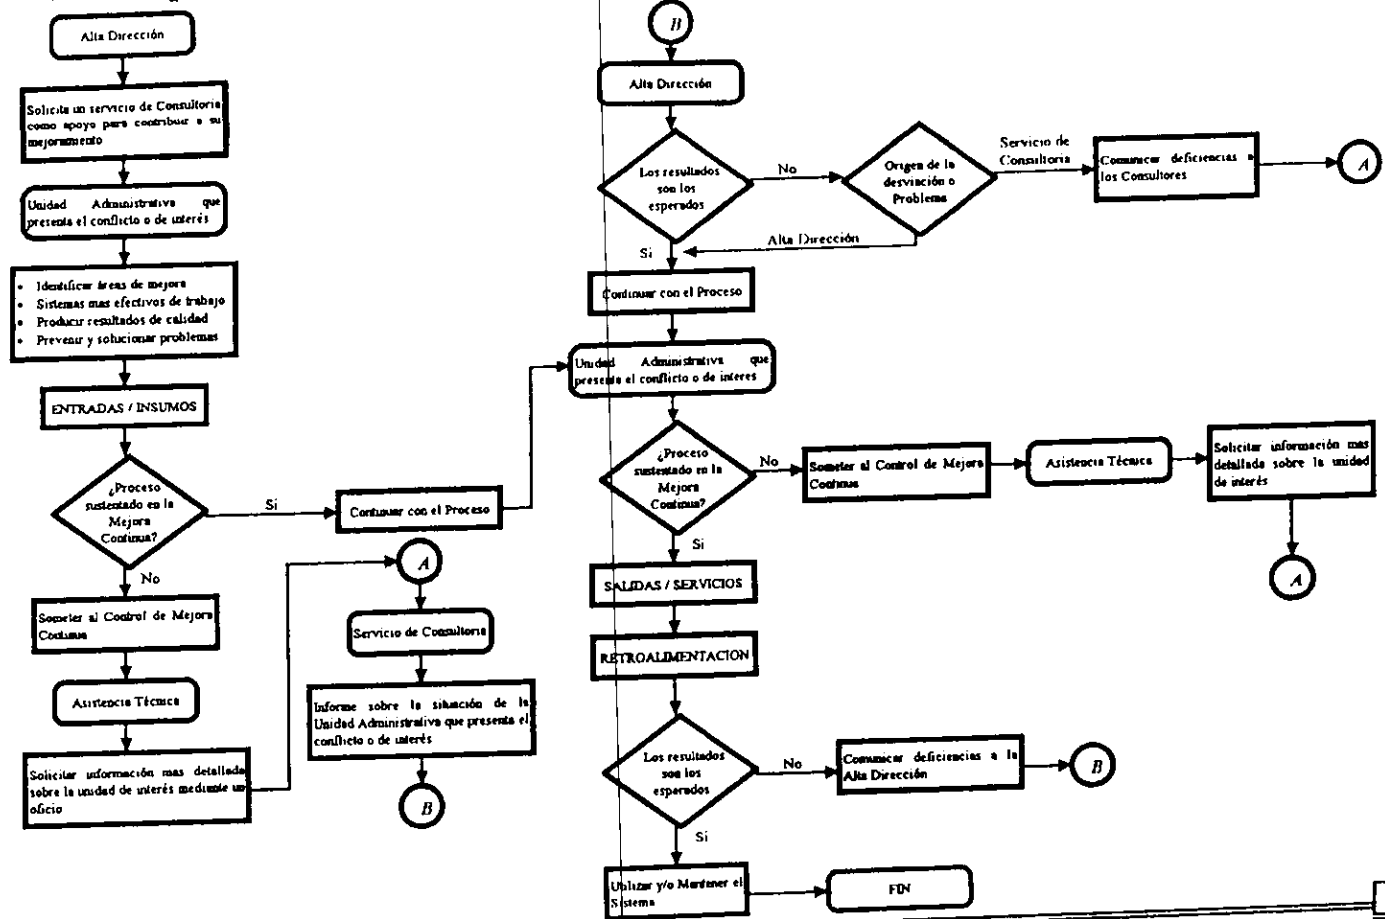 Alta Dirección
Solicita un servicio de Consultoria
como apoyo para contribuir a su
mejoramiento
Unidad Administrativa que
presenta el conflicto o de interés
• Identificar áreas de mejora
• Sistemas mas efectivos de trabajo
• Producir resultados de calidad
• Prevenir y solucionar problemas
ENTRADAS / INSUMOS
¿Proceso
sustentado en la
Mejora
Continua?
Si
Continuar con el Proceso
No
Someter al Control de Mejora
Continua
Asistencia Técnica
Solicitar información mas detallada
sobre la unidad de interés mediante un
oficio
A
Servicio de Consultoria
Informe sobre la situación de la
Unidad Administrativa que presenta el
conflicto o de interés
B
B
Alta Dirección
Los resultados
son los
esperados
No
Origen de la
desviación o
Problema
Servicio de
Consultoria
Comunicar deficiencias a
los Consultores
A
Alta Dirección
Si
Continuar con el Proceso
Unidad Administrativa que
presenta el conflicto o de interes
¿Proceso
sustentado en la
Mejora
Continua?
No
Someter al Control de Mejora
Continua
Asistencia Técnica
Solicitar información mas
detallada sobre la unidad
de interés
A
Si
SALIDAS / SERVICIOS
RETROALIMENTACION
Los resultados
son los
esperados
No
Comunicar deficiencias a la
Alta Dirección
B
Si
Utilizar y/o Mantener el
Sistema
FIN